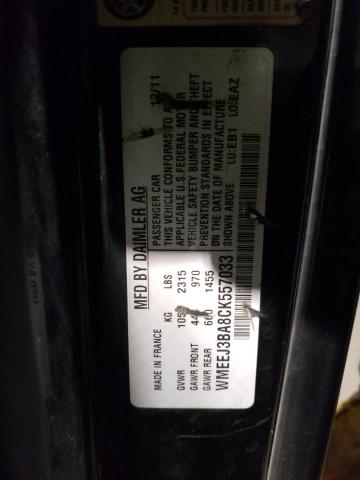 MFD BY DAIMLER AG
PASSENGER CAR 12/11
THIS VEHICLE CONFORMS TO
APPLICABLE U.S. FEDERAL MOTOR
VEHICLE SAFETY BUMPER AND THEFT
PREVENTION STANDARDS IN EFFECT
ON THE DATE OF MANUFACTURE
SHOWN ABOVE LU:EB1 LO:EAZ
MADE IN FRANCE KG LBS
GVWR 2315
GAWR FRONT 970
GAWR REAR 660 1455
WMEEJ3BA8CK557033